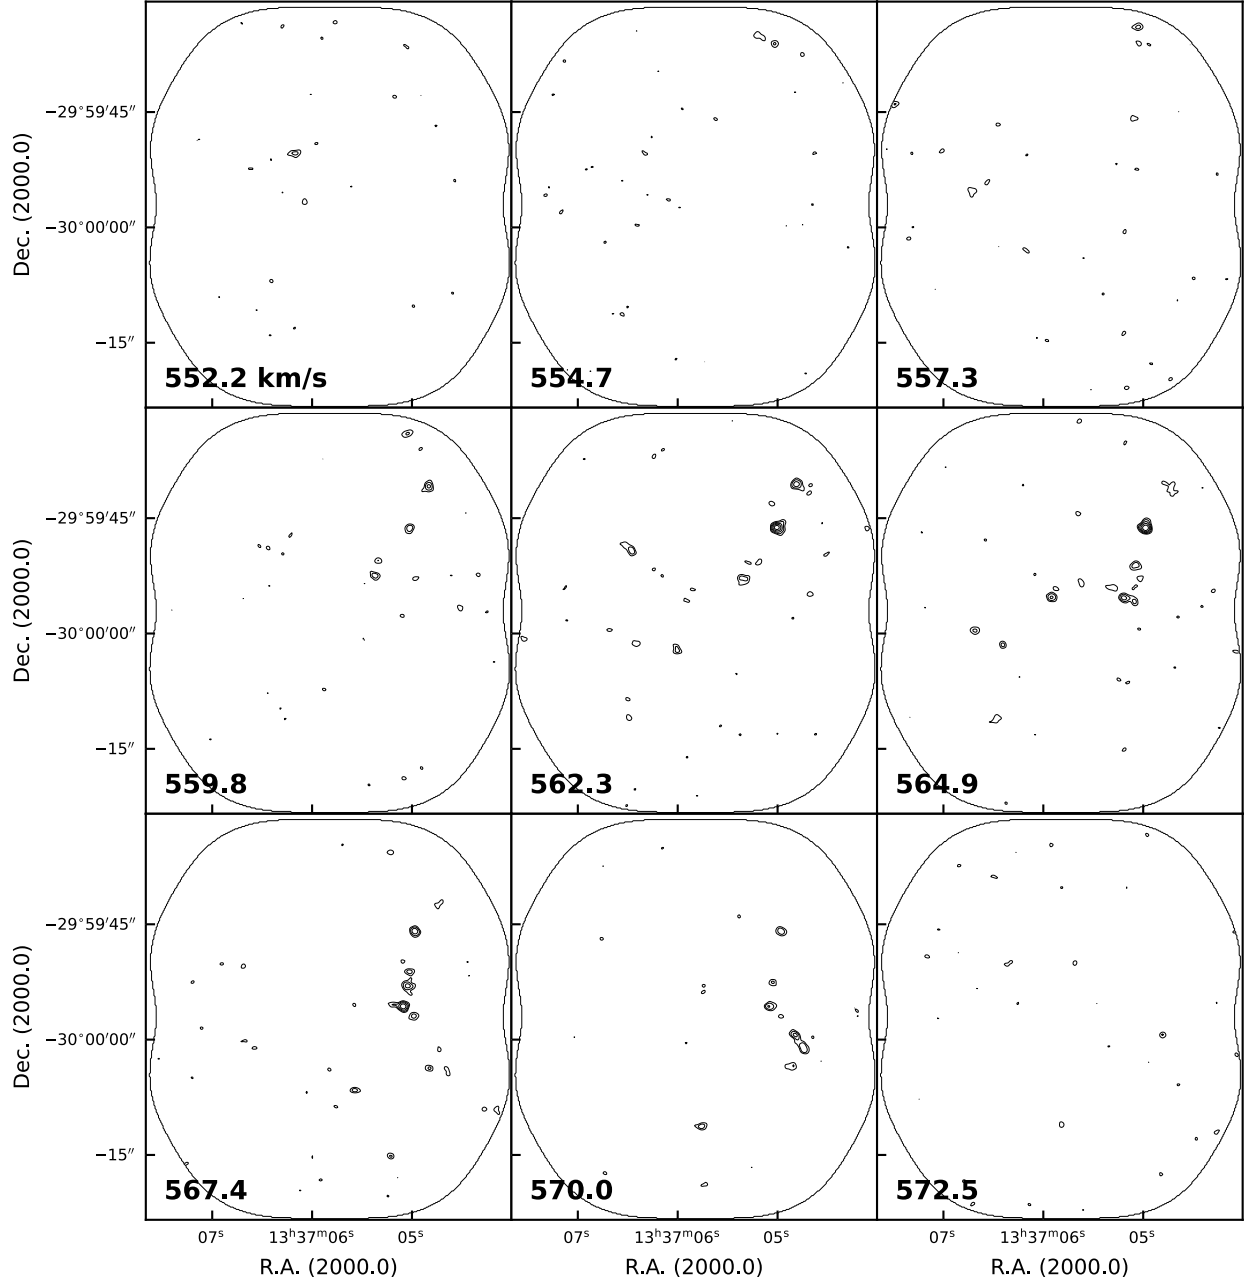 Dec. (2000.0)
−29°59′45″
−30°00′00″
−15″
552.2 km/s
554.7
557.3
Dec. (2000.0)
−29°59′45″
−30°00′00″
−15″
559.8
562.3
564.9
Dec. (2000.0)
−29°59′45″
−30°00′00″
−15″
567.4
570.0
572.5
07ˢ 13ʰ37ᵐ06ˢ 05ˢ
07ˢ 13ʰ37ᵐ06ˢ 05ˢ
07ˢ 13ʰ37ᵐ06ˢ 05ˢ
R.A. (2000.0)
R.A. (2000.0)
R.A. (2000.0)